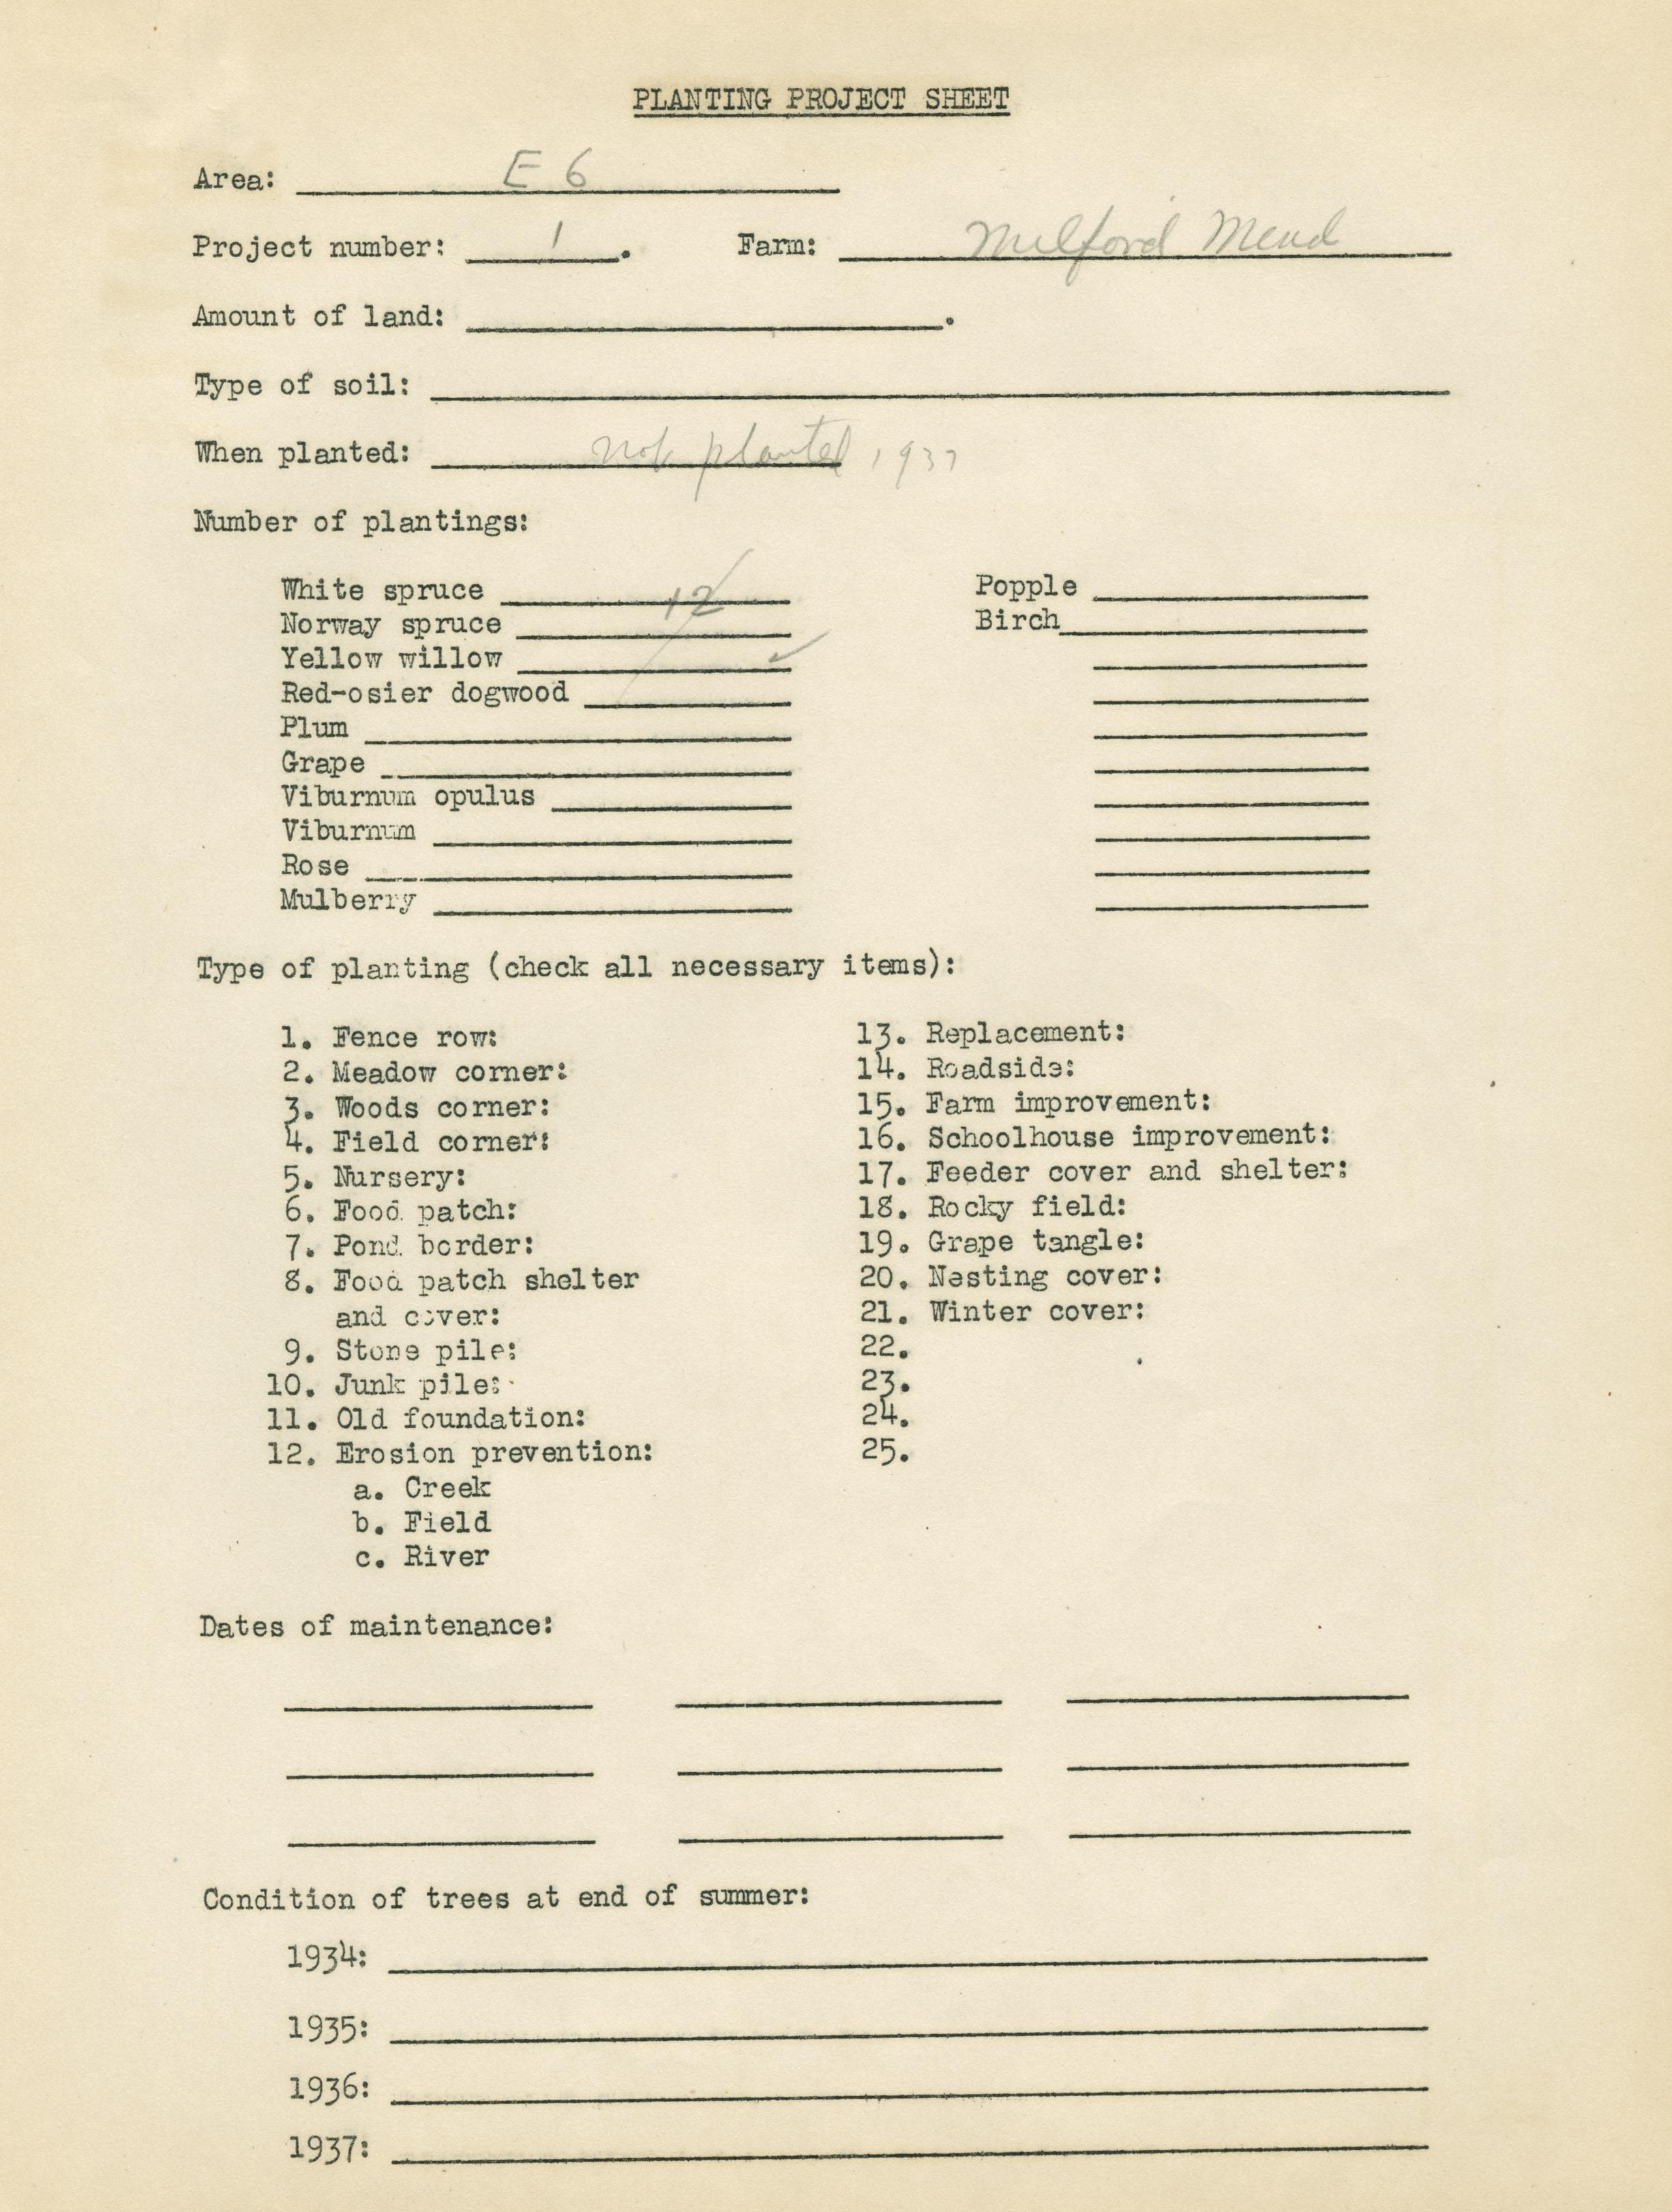 PLANTING PROJECT SHEET
Area: E 6
Project number: 1. Farm: Milford Mead
Amount of land: .
Type of soil:
When planted: not planted 1937
Number of plantings:
White spruce 12 Popple
Norway spruce Birch
Yellow willow ✓
Red-osier dogwood
Plum
Grape
Viburnum opulus
Viburnum
Rose
Mulberry
Type of planting (check all necessary items):
1. Fence row:
2. Meadow corner:
3. Woods corner:
4. Field corner:
5. Nursery:
6. Food patch:
7. Pond border:
8. Food patch shelter
and cover:
9. Stone pile:
10. Junk pile:
11. Old foundation:
12. Erosion prevention:
a. Creek
b. Field
c. River
13. Replacement:
14. Roadside:
15. Farm improvement:
16. Schoolhouse improvement:
17. Feeder cover and shelter:
18. Rocky field:
19. Grape tangle:
20. Nesting cover:
21. Winter cover:
22.
23.
24.
25.
Dates of maintenance:
Condition of trees at end of summer:
1934:
1935:
1936:
1937: